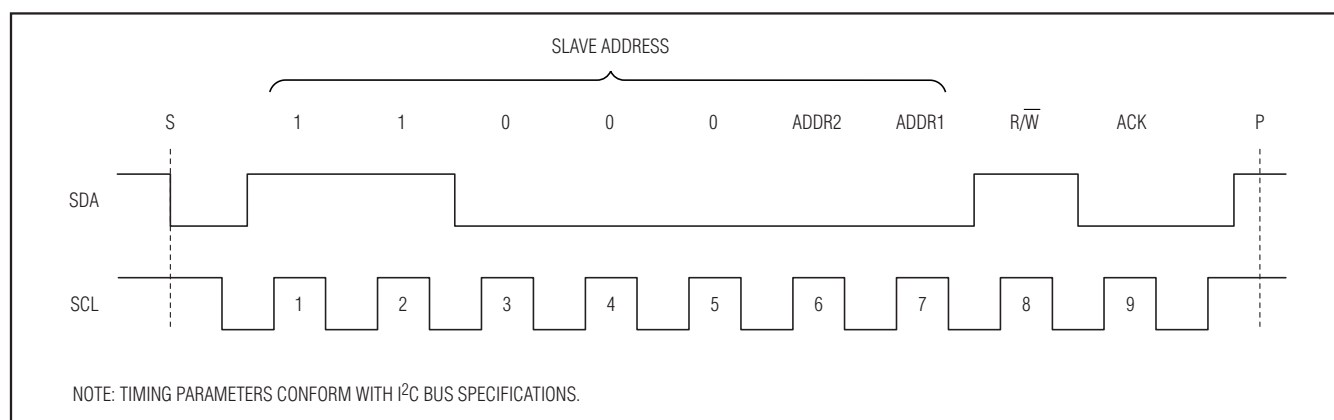 SLAVE ADDRESS
S 1 1 0 0 0 ADDR2 ADDR1 R/W̅ ACK P
SDA
SCL 1 2 3 4 5 6 7 8 9
NOTE: TIMING PARAMETERS CONFORM WITH I²C BUS SPECIFICATIONS.